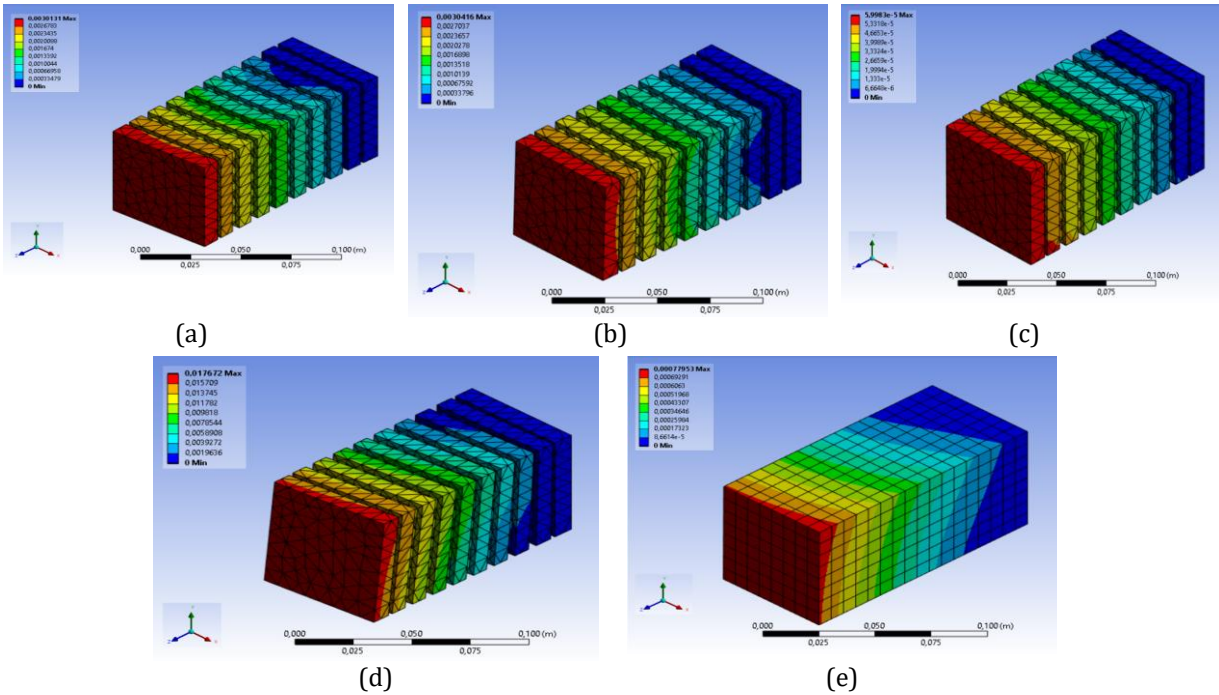 0,0030131 Max
0,0026783
0,0023435
0,0020088
0,001674
0,0013392
0,0010044
0,00066958
0,00033479
0 Min
0,000
0,050
0,100 (m)
0,025
0,075
(a)
0,0030416 Max
0,0027037
0,0023657
0,0020278
0,0016898
0,0013518
0,0010139
0,00067592
0,00033796
0 Min
0,000
0,050
0,100 (m)
0,025
0,075
(b)
5,9983e-5 Max
5,3318e-5
4,6653e-5
3,9989e-5
3,3324e-5
2,6659e-5
1,9994e-5
1,333e-5
6,6648e-6
0 Min
0,000
0,050
0,100 (m)
0,025
0,075
(c)
0,017672 Max
0,015709
0,013745
0,011782
0,009818
0,0078544
0,0058908
0,0039272
0,0019636
0 Min
0,000
0,050
0,100 (m)
0,025
0,075
(d)
0,00077953 Max
0,00069291
0,0006063
0,00051968
0,00043307
0,00034646
0,00025984
0,00017323
8,6614e-5
0 Min
0,000
0,050
0,100 (m)
0,025
0,075
(e)